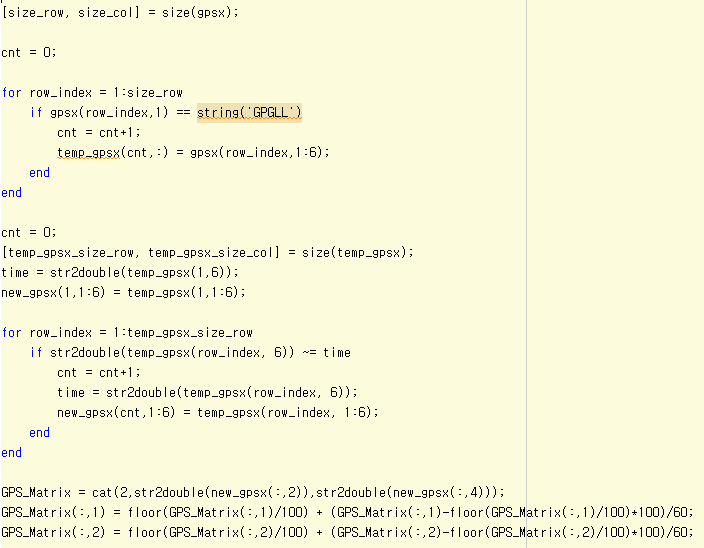 [size_row, size_col] = size(gpsx);
cnt = 0;
for row_index = 1:size_row
if gpsx(row_index,1) == string('GPGLL')
cnt = cnt+1;
temp_gpsx(cnt,:) = gpsx(row_index,1:6);
end
end
cnt = 0;
[temp_gpsx_size_row, temp_gpsx_size_col] = size(temp_gpsx);
time = str2double(temp_gpsx(1,6));
new_gpsx(1,1:6) = temp_gpsx(1,1:6);
for row_index = 1:temp_gpsx_size_row
if str2double(temp_gpsx(row_index, 6)) ~= time
cnt = cnt+1;
time = str2double(temp_gpsx(row_index, 6));
new_gpsx(cnt,1:6) = temp_gpsx(row_index, 1:6);
end
end
GPS_Matrix = cat(2,str2double(new_gpsx(:,2)),str2double(new_gpsx(:,4)));
GPS_Matrix(:,1) = floor(GPS_Matrix(:,1)/100) + (GPS_Matrix(:,1)-floor(GPS_Matrix(:,1)/100)*100)/60;
GPS_Matrix(:,2) = floor(GPS_Matrix(:,2)/100) + (GPS_Matrix(:,2)-floor(GPS_Matrix(:,2)/100)*100)/60;